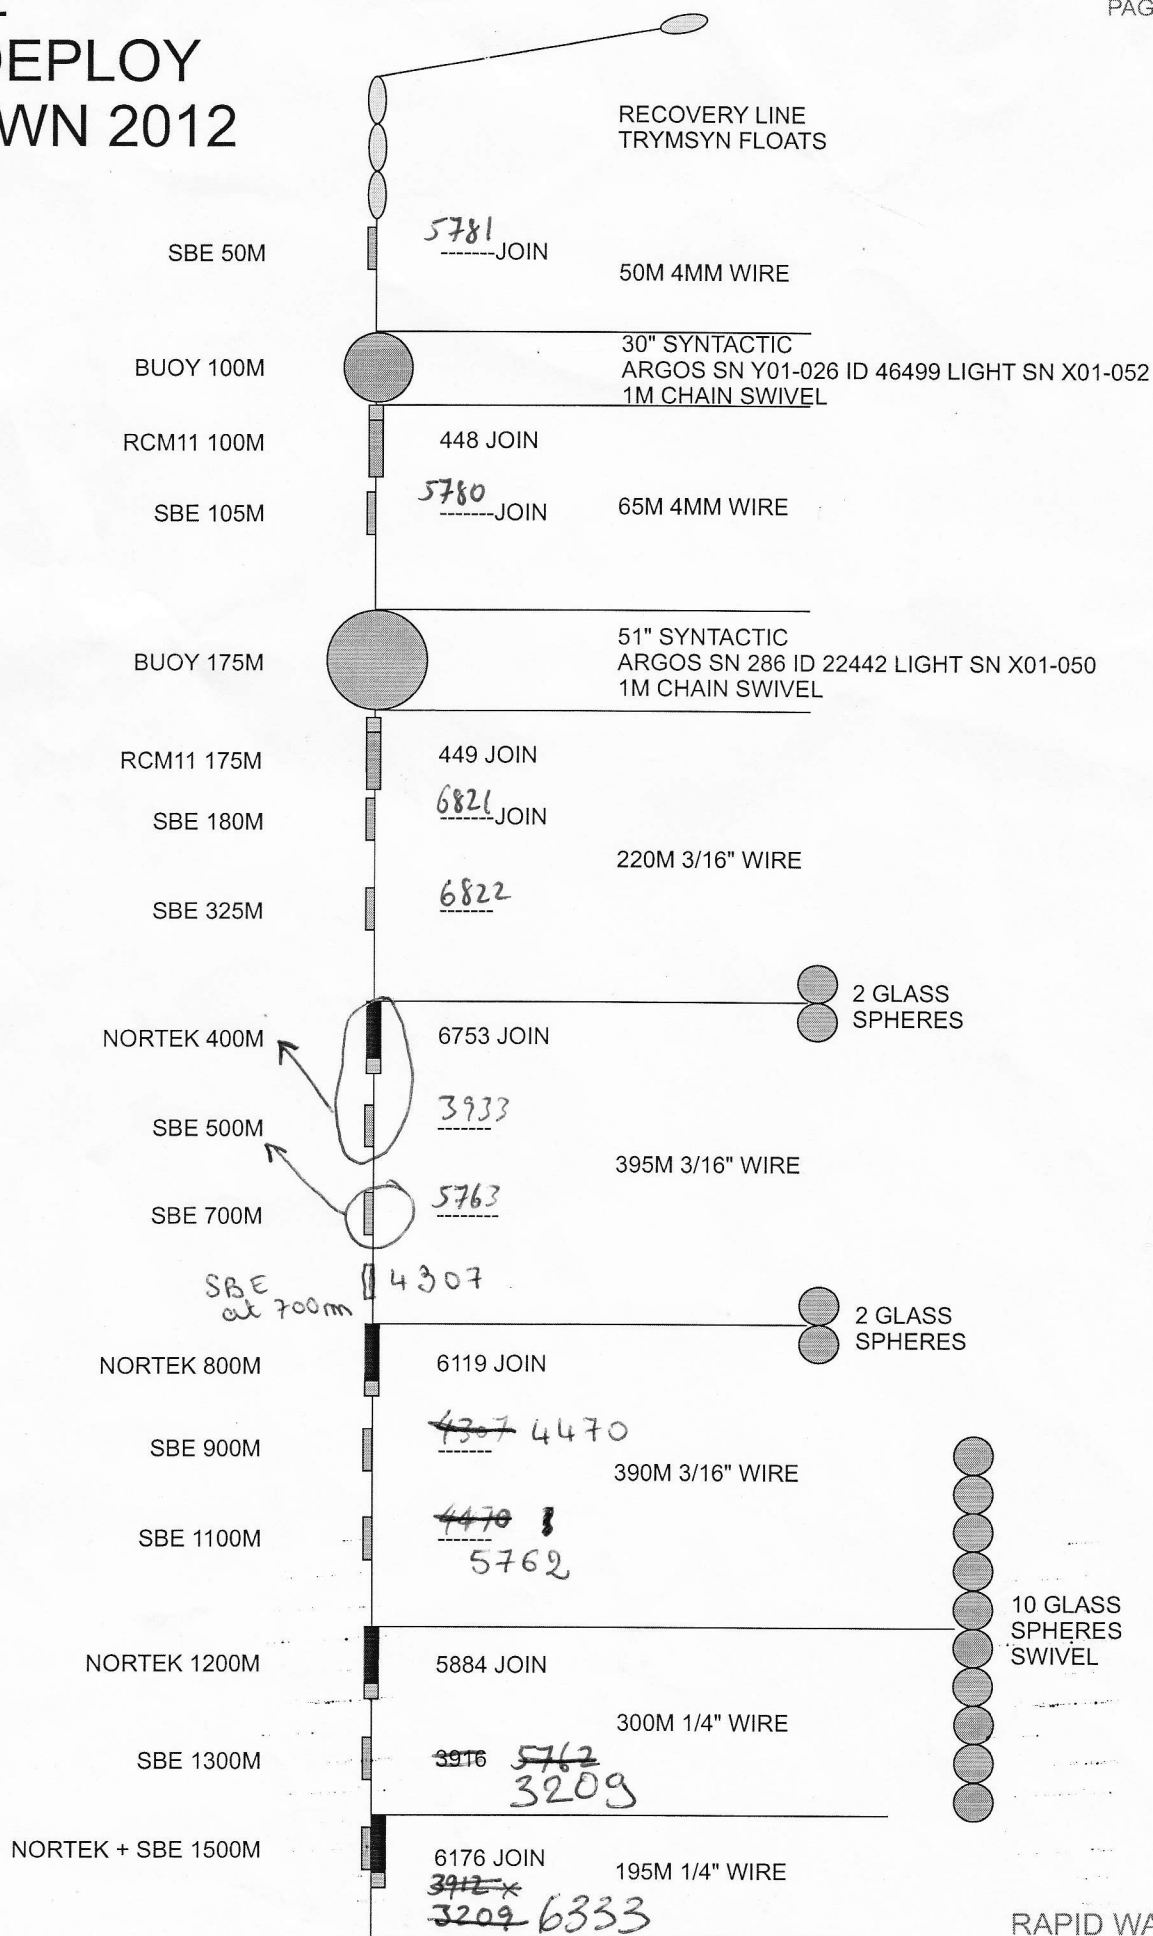 PAG
DEPLOY
WN 2012
RECOVERY LINE
TRYMSYN FLOATS
SBE 50M
5781
-------JOIN
50M 4MM WIRE
BUOY 100M
30" SYNTACTIC
ARGOS SN Y01-026 ID 46499 LIGHT SN X01-052
1M CHAIN SWIVEL
RCM11 100M
448 JOIN
SBE 105M
5780
-------JOIN
65M 4MM WIRE
BUOY 175M
51" SYNTACTIC
ARGOS SN 286 ID 22442 LIGHT SN X01-050
1M CHAIN SWIVEL
RCM11 175M
449 JOIN
SBE 180M
6821
-------JOIN
220M 3/16" WIRE
SBE 325M
6822
2 GLASS
SPHERES
NORTEK 400M
6753 JOIN
SBE 500M
3933
395M 3/16" WIRE
SBE 700M
5763
SBE
at 700m
4307
2 GLASS
SPHERES
NORTEK 800M
6119 JOIN
SBE 900M
4307 4470
390M 3/16" WIRE
SBE 1100M
4470
5762
10 GLASS
SPHERES
SWIVEL
NORTEK 1200M
5884 JOIN
300M 1/4" WIRE
SBE 1300M
3916 5762
3209
NORTEK + SBE 1500M
6176 JOIN
195M 1/4" WIRE
3912 x
3209 6333
RAPID WA